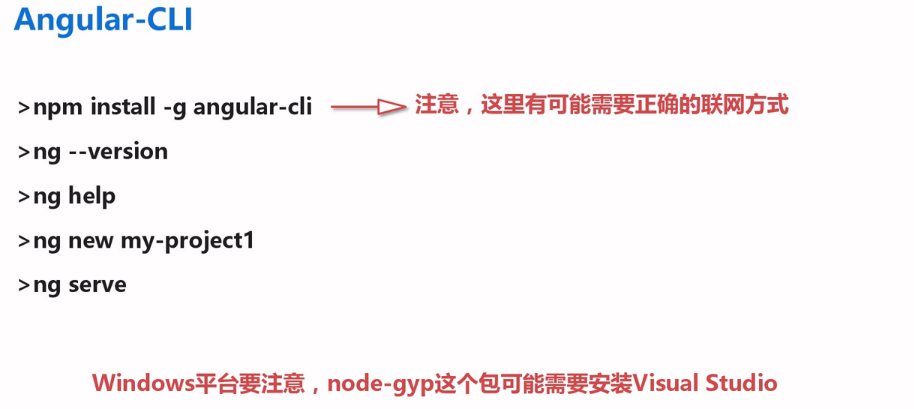 Angular-CLI
>npm install -g angular-cli 注意，这里有可能需要正确的联网方式
>ng --version
>ng help
>ng new my-project1
>ng serve
Windows平台要注意，node-gyp这个包可能需要安装Visual Studio